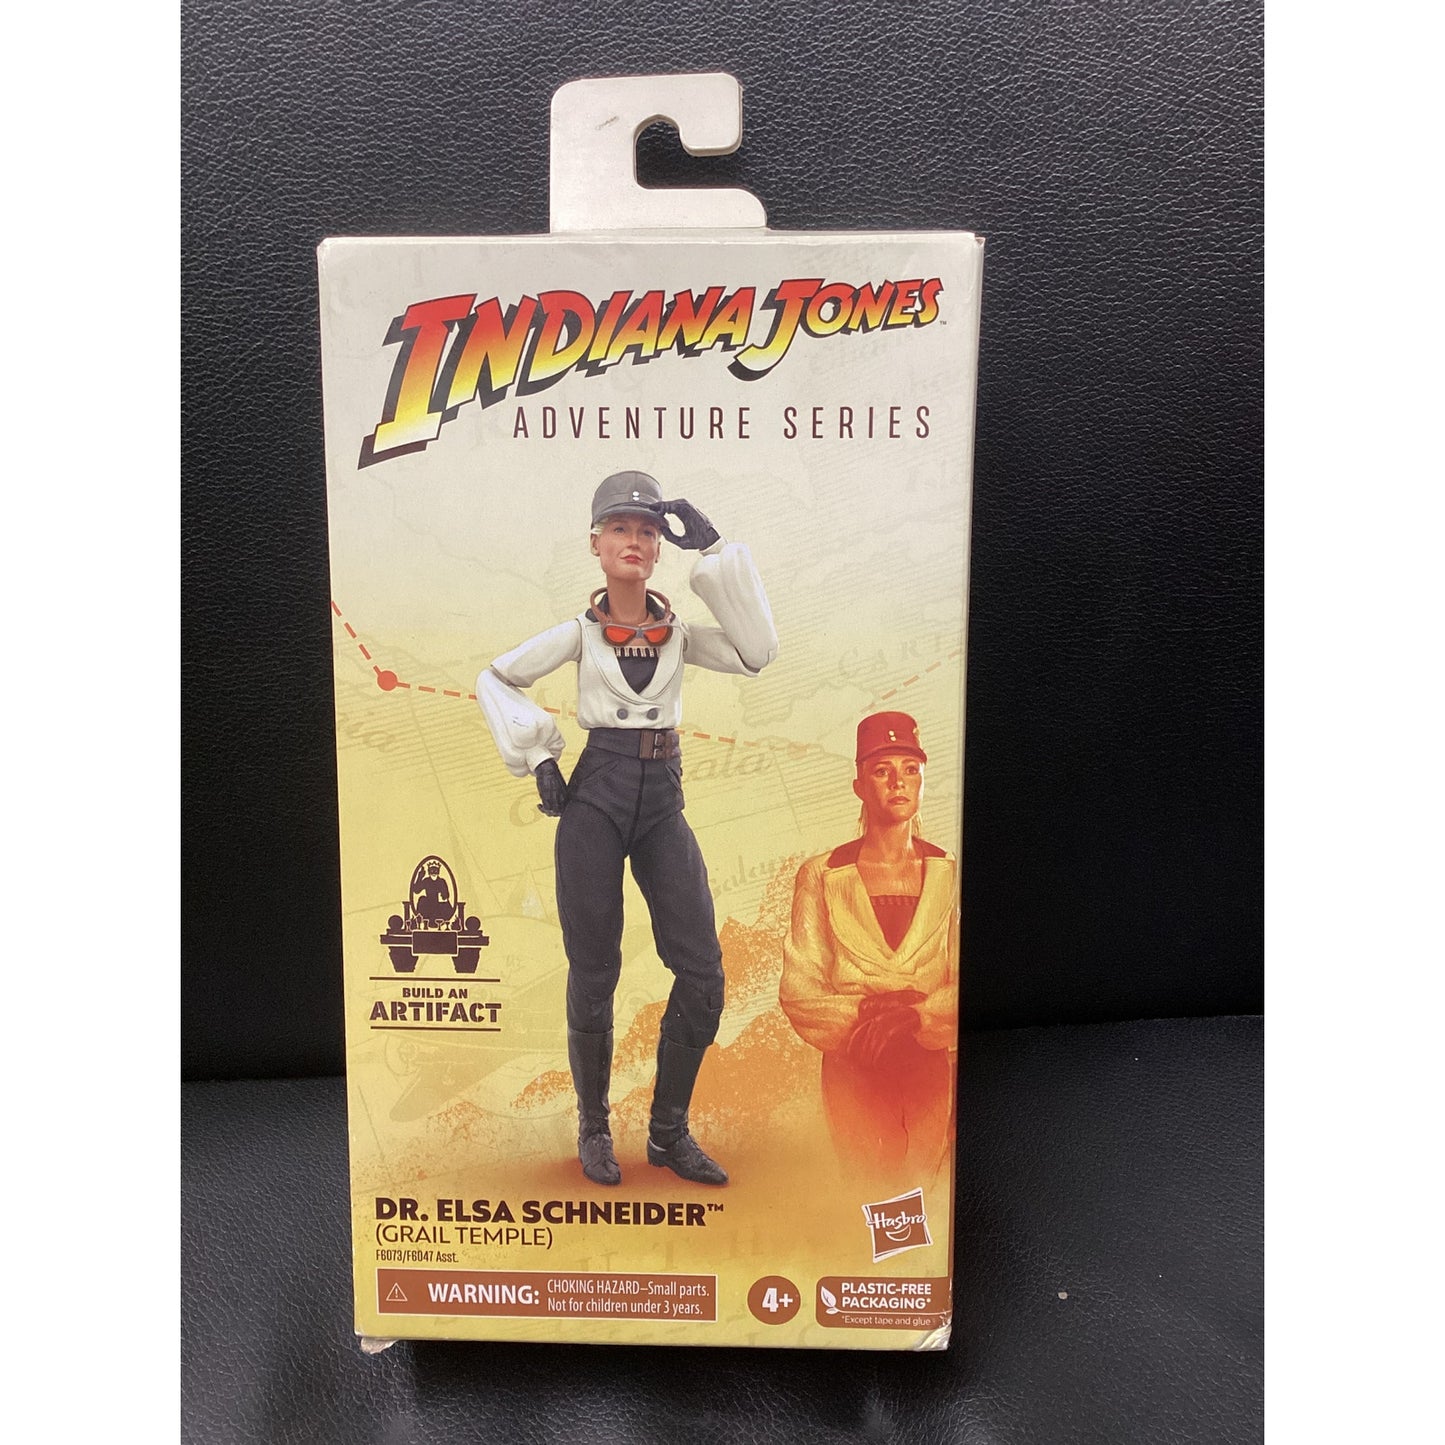 INDIANA JONES™
ADVENTURE SERIES
BUILD AN
ARTIFACT
DR. ELSA SCHNEIDER™
(GRAIL TEMPLE)
F6073/F6047 Asst.
Hasbro
WARNING: CHOKING HAZARD–Small parts.
Not for children under 3 years.
4+
PLASTIC-FREE
PACKAGING*
*Except tape and glue